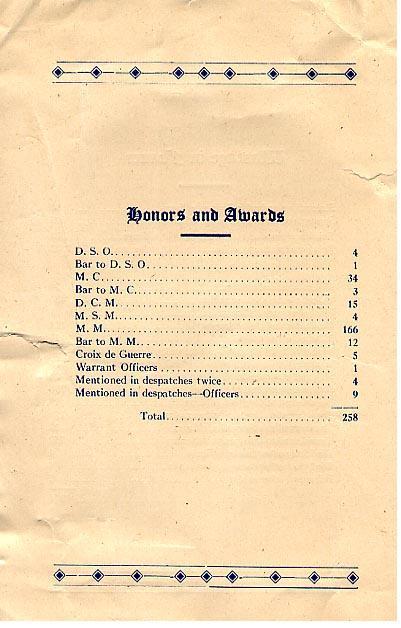 Honors and Awards
D. S. O. 4
Bar to D. S. O. 1
M. C. 34
Bar to M. C. 3
D. C. M. 15
M. S. M. 4
M. M. 166
Bar to M. M. 12
Croix de Guerre 5
Warrant Officers 1
Mentioned in despatches twice 4
Mentioned in despatches—Officers 9
Total 258